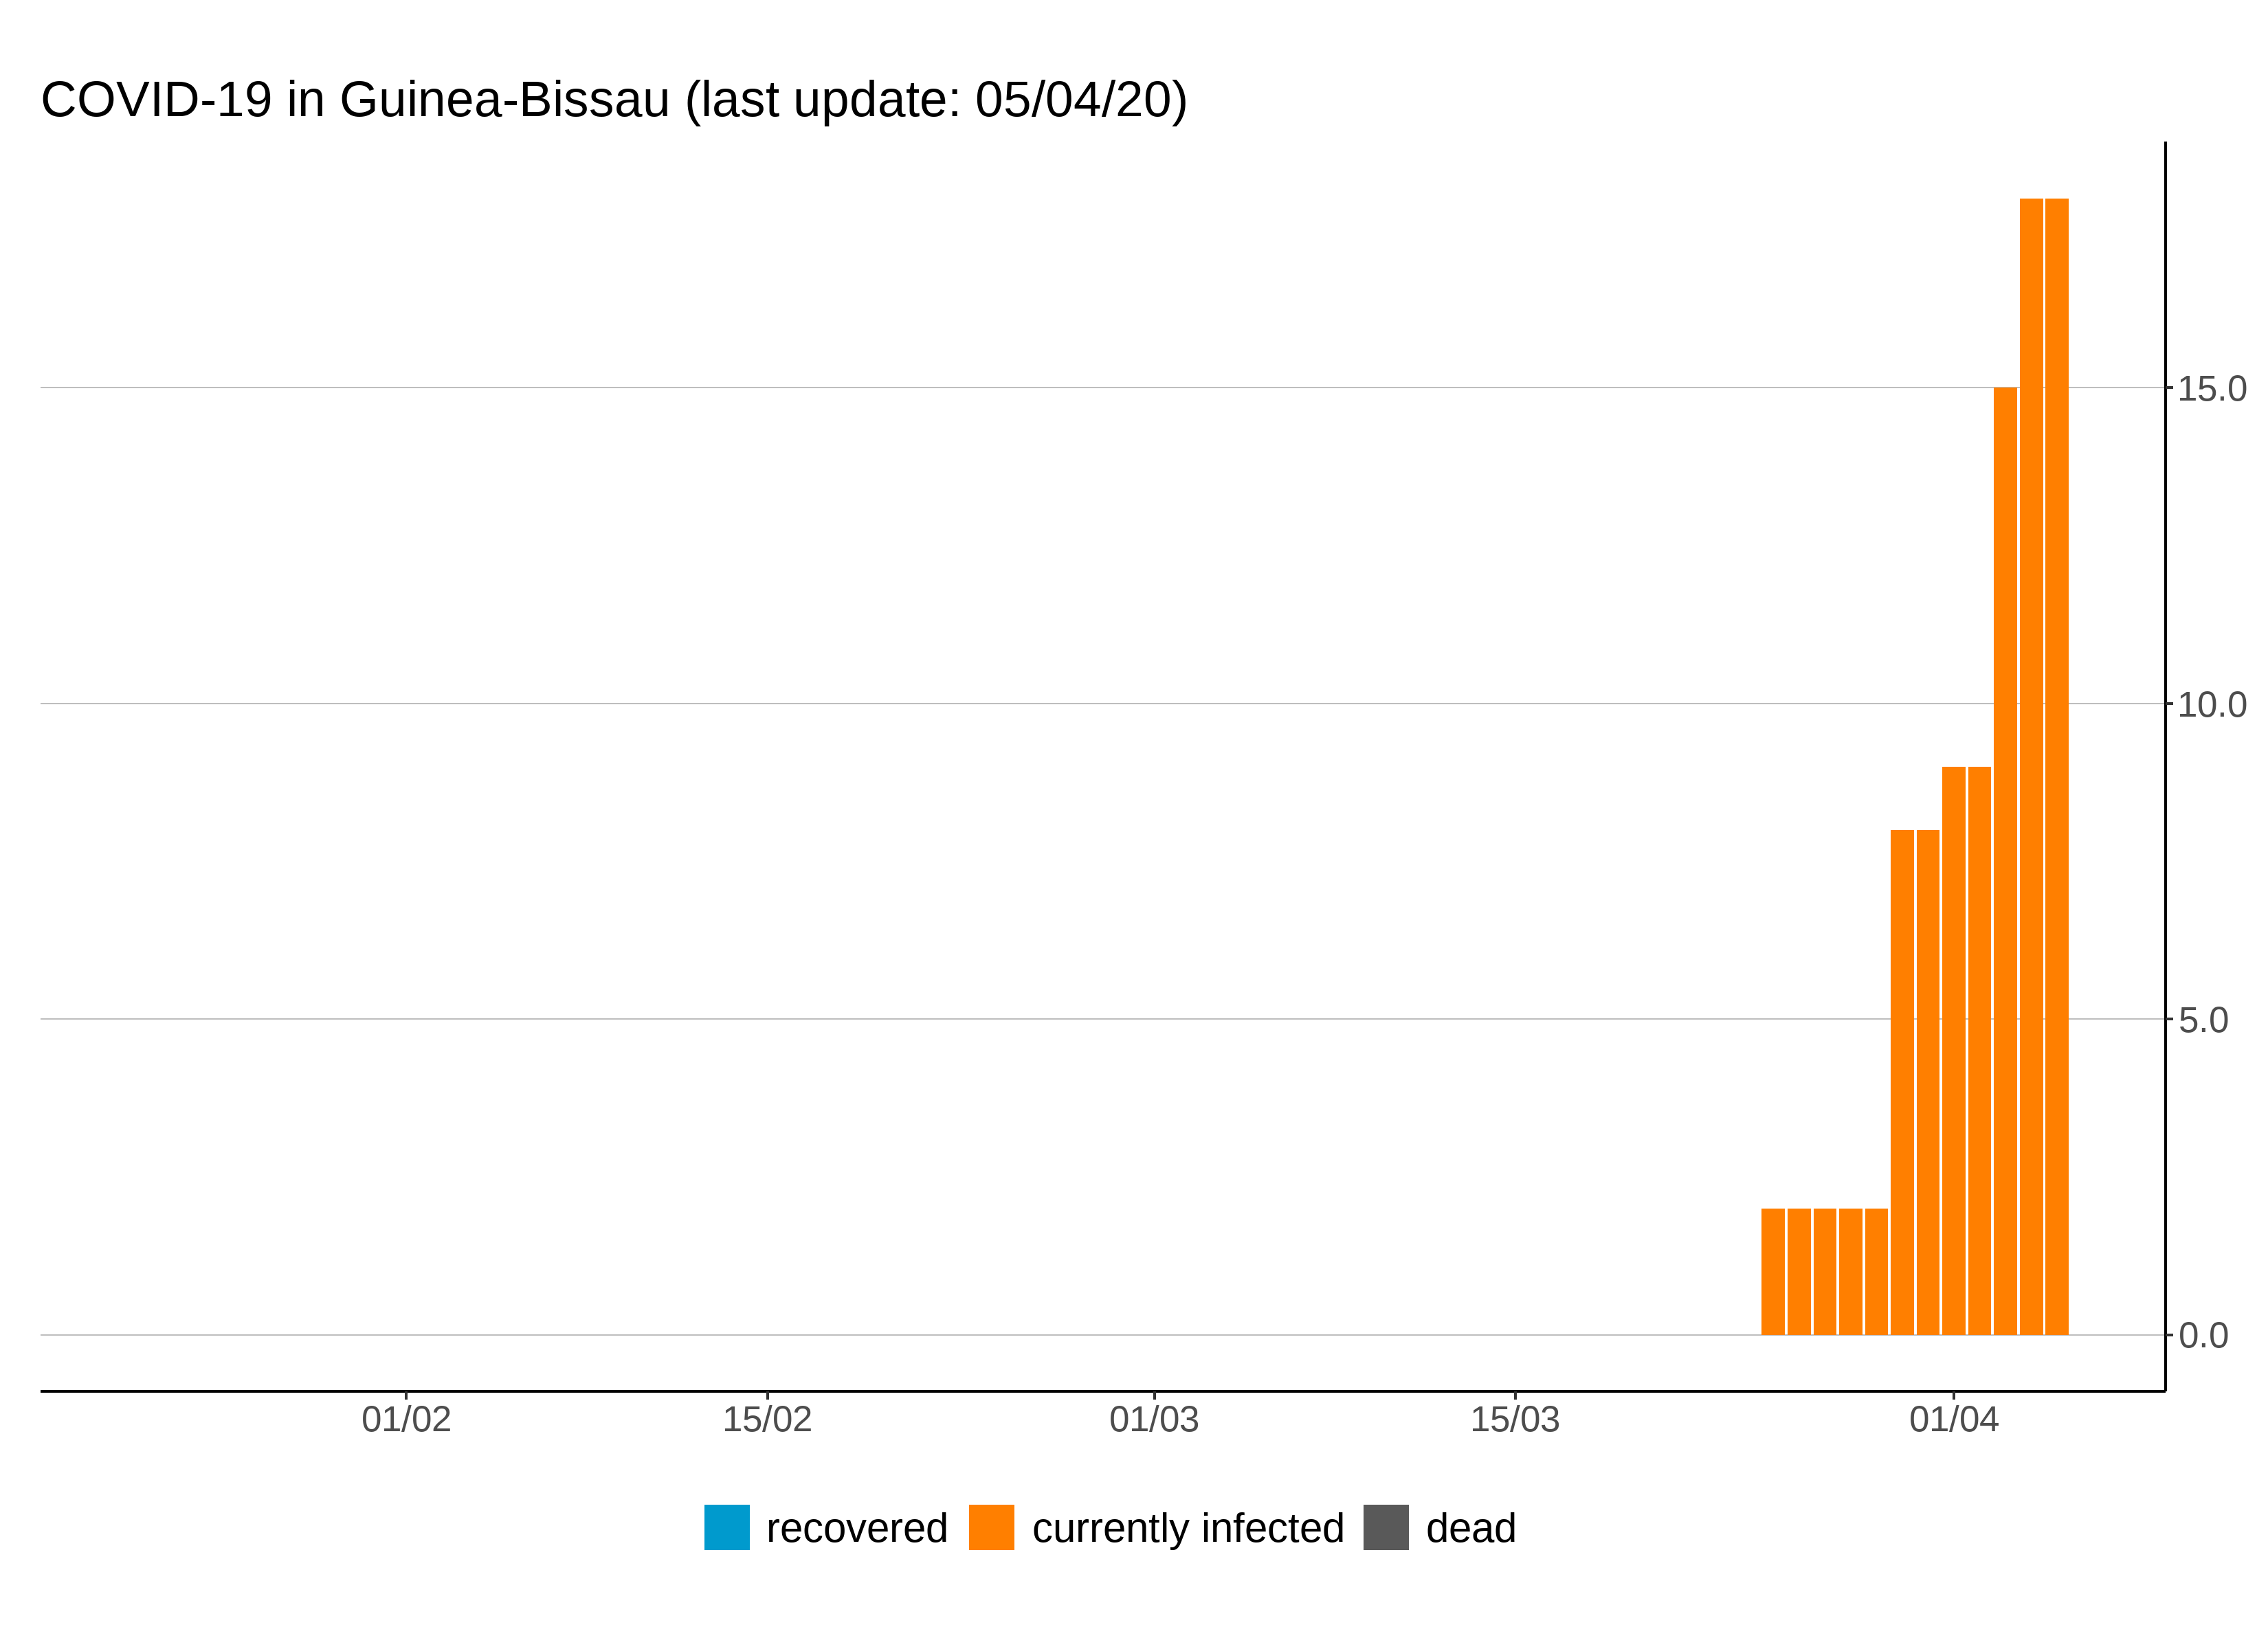 COVID-19 in Guinea-Bissau (last update: 05/04/20)
15.0
10.0
5.0
0.0
01/02 15/02 01/03 15/03 01/04
recovered currently infected dead